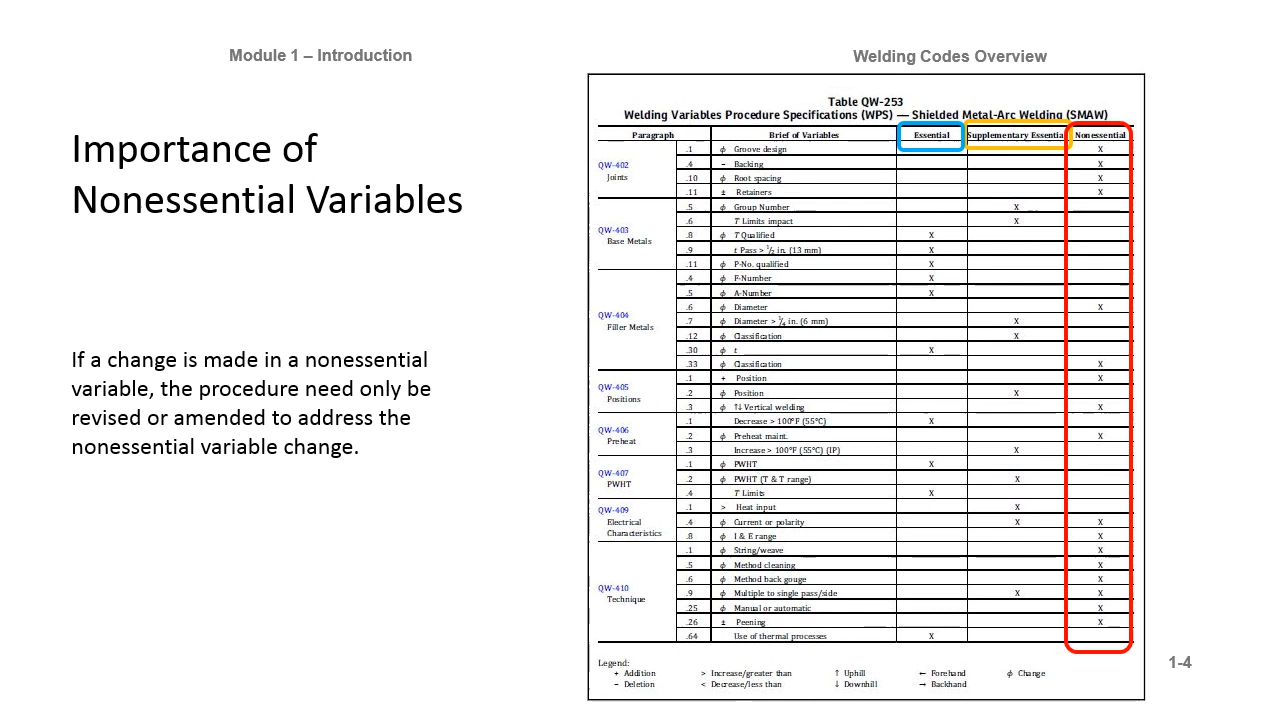 Module 1 – Introduction
Welding Codes Overview
Importance of
Nonessential Variables
If a change is made in a nonessential
variable, the procedure need only be
revised or amended to address the
nonessential variable change.
Table QW-253
Welding Variables Procedure Specifications (WPS) — Shielded Metal-Arc Welding (SMAW)
Paragraph Brief of Variables Essential Supplementary Essential Nonessential
QW-402 Joints
.1 ϕ Groove design X
.4 − Backing X
.10 ϕ Root spacing X
.11 ± Retainers X
QW-403 Base Metals
.5 ϕ Group Number X
.6 T Limits impact X
.8 ϕ T Qualified X
.9 t Pass > 1/2 in. (13 mm) X
.11 ϕ P-No. qualified X
QW-404 Filler Metals
.4 ϕ F-Number X
.5 ϕ A-Number X
.6 ϕ Diameter X
.7 ϕ Diameter > 1/4 in. (6 mm) X
.12 ϕ Classification X
.30 ϕ t X
.33 ϕ Classification X
QW-405 Positions
.1 + Position X
.2 ϕ Position X
.3 ϕ ↑↓ Vertical welding X
QW-406 Preheat
.1 Decrease > 100°F (55°C) X
.2 ϕ Preheat maint. X
.3 Increase > 100°F (55°C) (IP) X
QW-407 PWHT
.1 ϕ PWHT X
.2 ϕ PWHT (T & T range) X
.4 T Limits X
QW-409 Electrical Characteristics
.1 > Heat input X
.4 ϕ Current or polarity X X
.8 ϕ I & E range X
QW-410 Technique
.1 ϕ String/weave X
.5 ϕ Method cleaning X
.6 ϕ Method back gouge X
.9 ϕ Multiple to single pass/side X X
.25 ϕ Manual or automatic X
.26 ± Peening X
.64 Use of thermal processes X
Legend:
+ Addition > Increase/greater than ↑ Uphill ← Forehand ϕ Change
− Deletion < Decrease/less than ↓ Downhill → Backhand
1-4